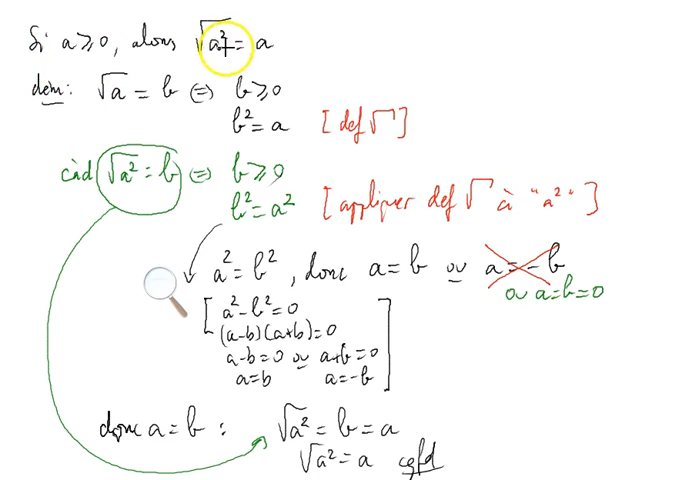 Si a ≥ 0, alors √a² = a
dem: √a = b ⇔ b ≥ 0
b² = a [def √]
càd √a² = b ⇔ b ≥ 0
b² = a² [appliquer def √ à "a²"]
a² = b², donc a = b ou a = -b
ou a = b = 0
a² - b² = 0
(a-b)(a+b) = 0
a-b = 0 ou a+b = 0
a = b a = -b
donc a = b : √a² = b = a
√a² = a cqfd